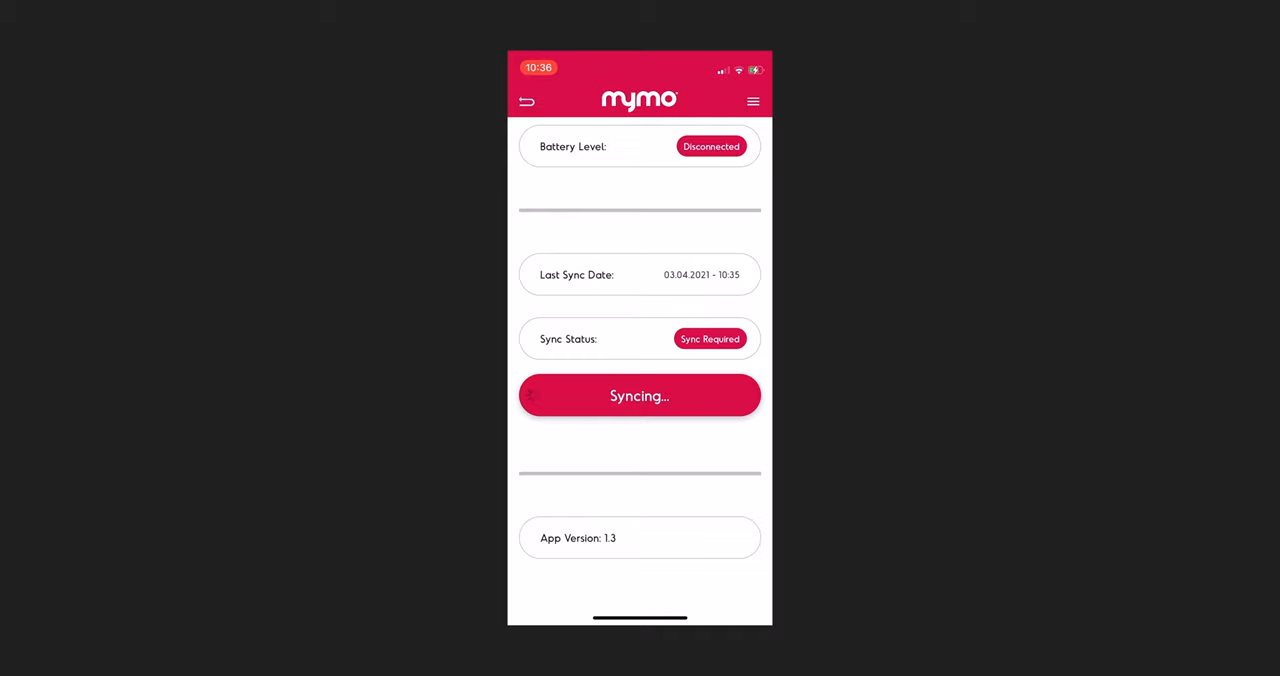 10:36
mymo
Battery Level: Disconnected
Last Sync Date: 03.04.2021 - 10:35
Sync Status: Sync Required
Syncing...
App Version: 1.3